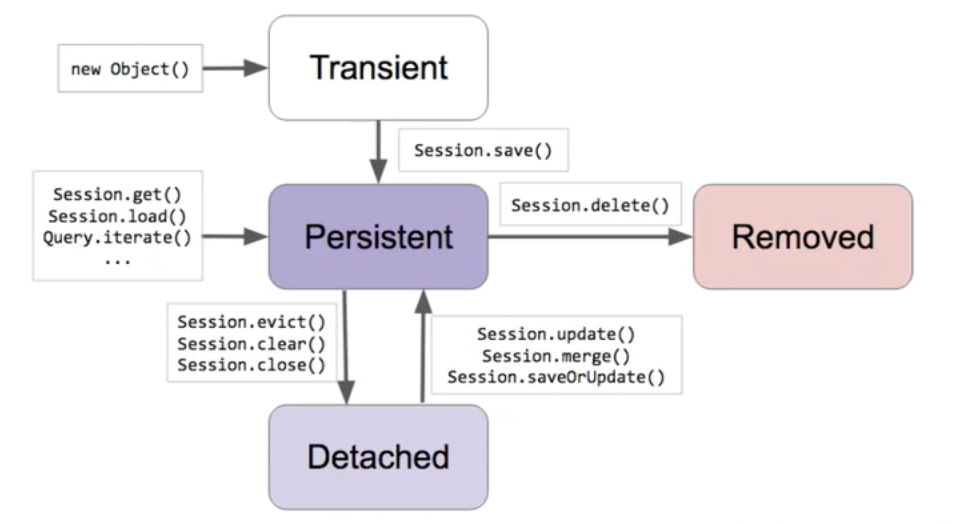 Transient
new Object()
Session.save()
Session.get()
Session.load()
Query.iterate()
...
Persistent
Session.delete()
Removed
Session.evict()
Session.clear()
Session.close()
Session.update()
Session.merge()
Session.saveOrUpdate()
Detached